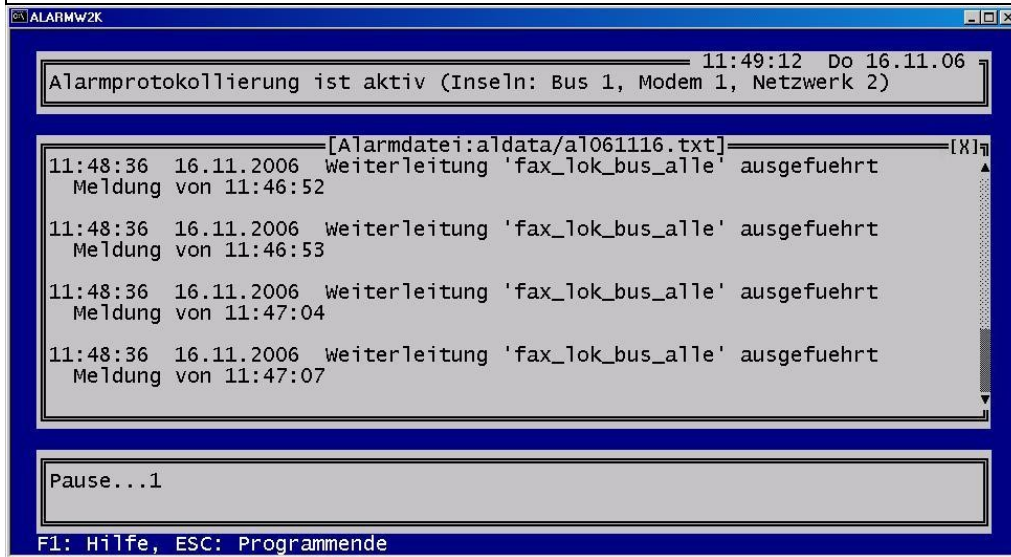 ALARMW2K
11:49:12 Do 16.11.06
Alarmprotokollierung ist aktiv (Inseln: Bus 1, Modem 1, Netzwerk 2)
[Alarmdatei:aldata/al061116.txt] [X]
11:48:36 16.11.2006 Weiterleitung 'fax_lok_bus_alle' ausgefuehrt
Meldung von 11:46:52
11:48:36 16.11.2006 Weiterleitung 'fax_lok_bus_alle' ausgefuehrt
Meldung von 11:46:53
11:48:36 16.11.2006 Weiterleitung 'fax_lok_bus_alle' ausgefuehrt
Meldung von 11:47:04
11:48:36 16.11.2006 Weiterleitung 'fax_lok_bus_alle' ausgefuehrt
Meldung von 11:47:07
Pause...1
F1: Hilfe, ESC: Programmende